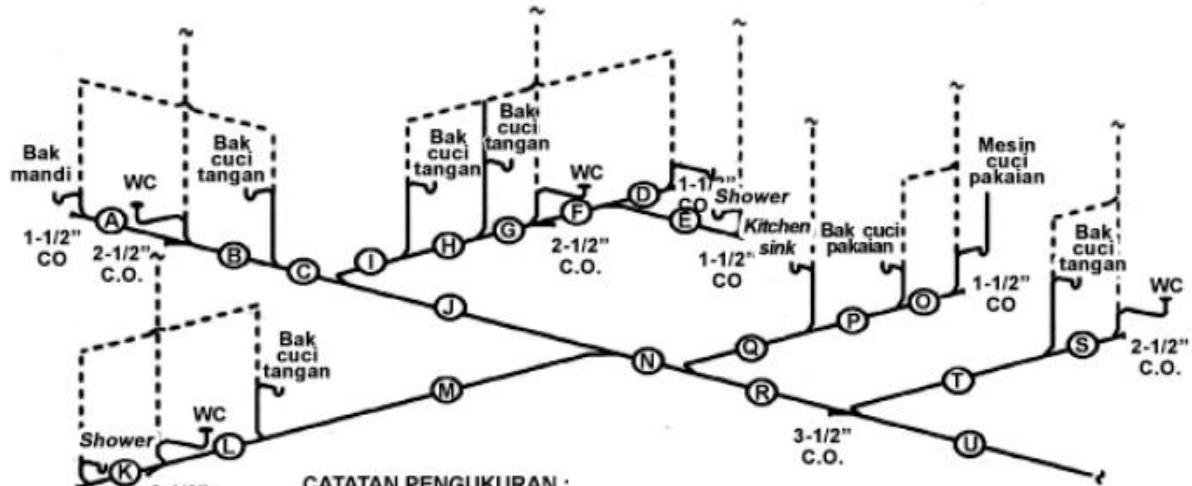 Bak
mandi
A
1-1/2"
CO
WC
2-1/2"
C.O.
Bak
cuci
tangan
B
C
I
Bak
cuci
tangan
H
Bak
cuci
tangan
G
WC
F
2-1/2"
C.O.
D
CO
Shower
E
Kitchen
sink
1-1/2"
CO
Bak cuci
pakaian
Mesin
cuci
pakaian
1-1/2"
CO
O
P
Q
J
N
M
R
3-1/2"
C.O.
Bak
cuci
tangan
WC
S
2-1/2"
C.O.
T
U
Bak
cuci
tangan
WC
Shower
L
K
CATATAN PENGUKURAN :